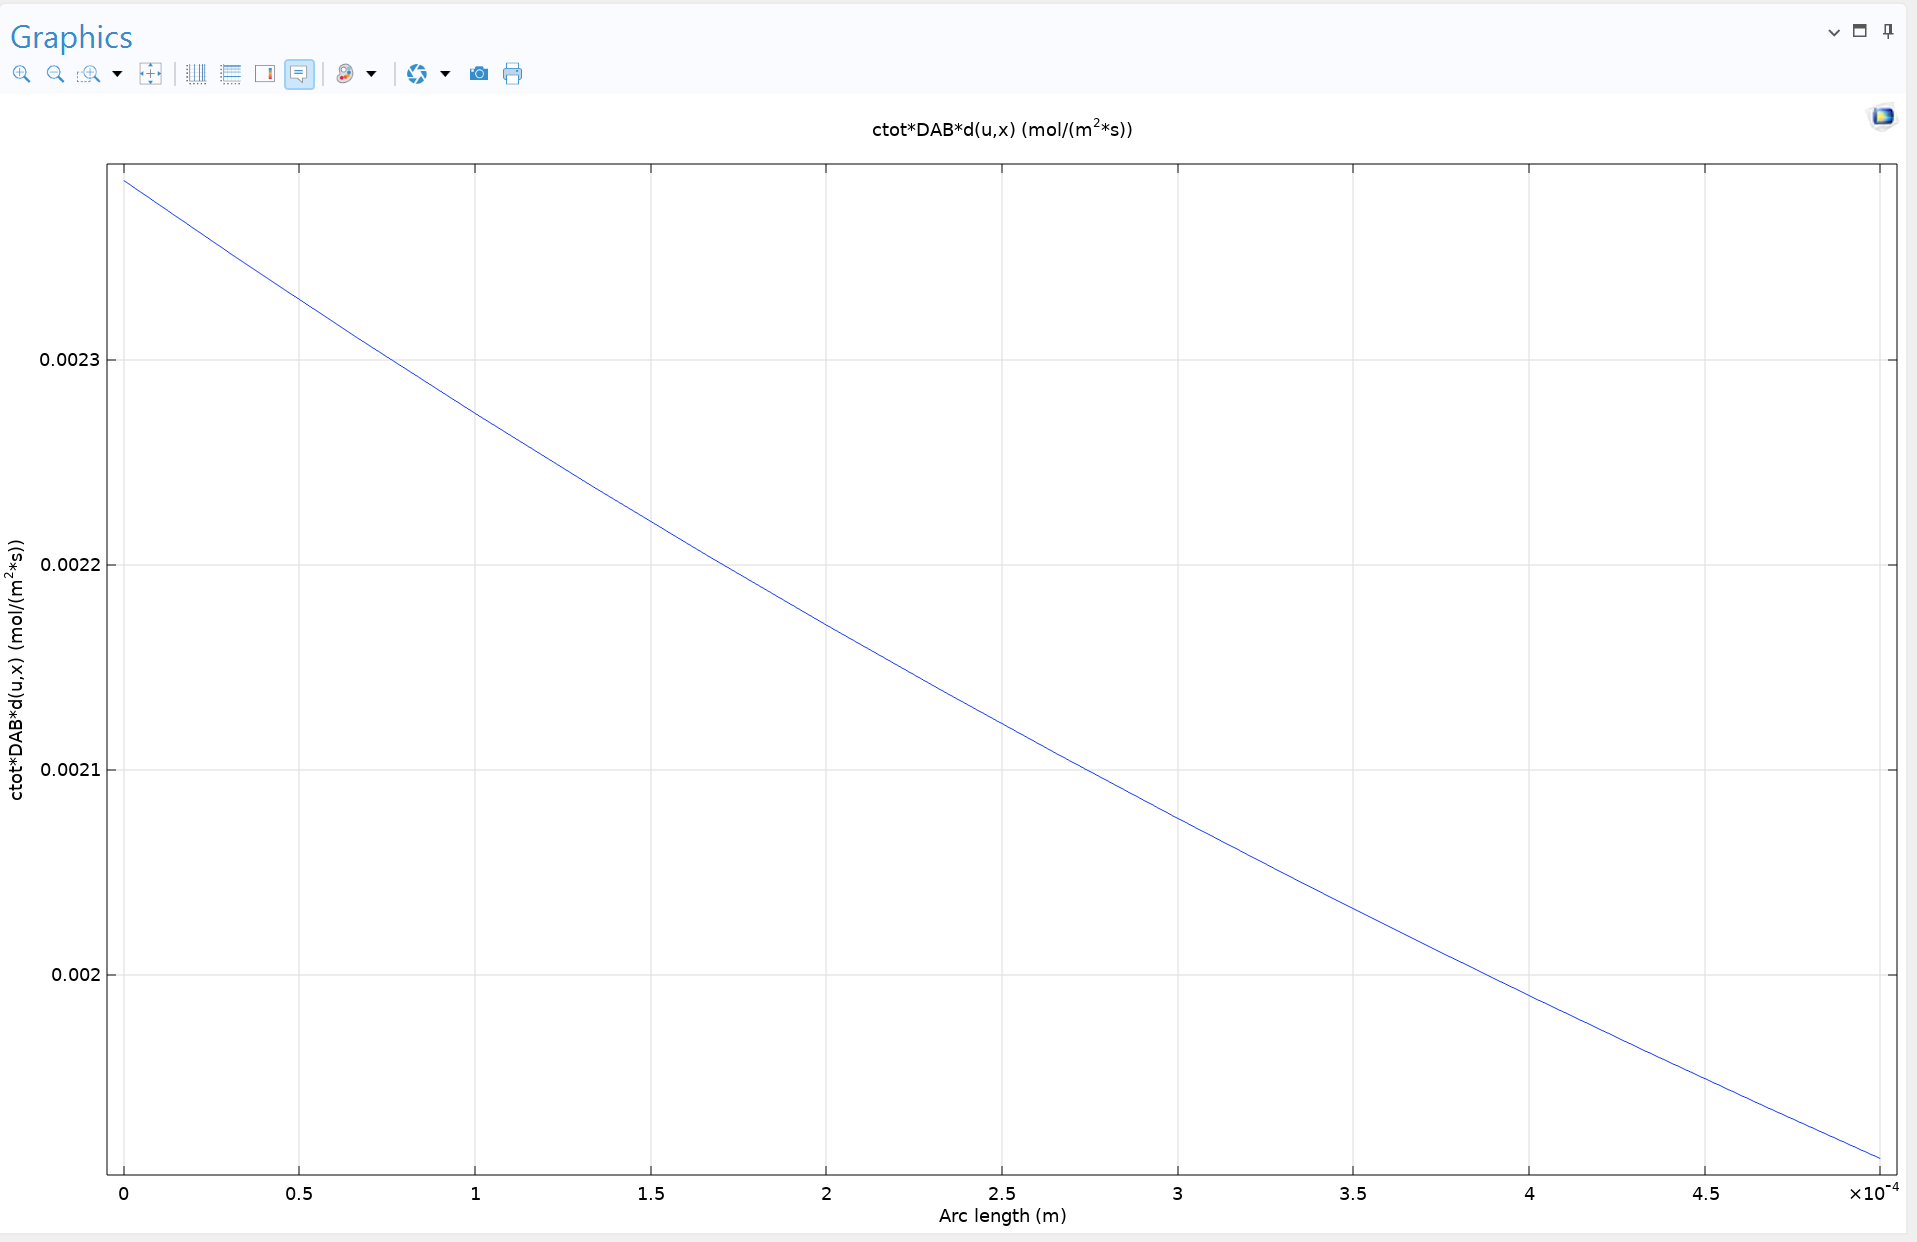 Graphics
ctot*DAB*d(u,x) (mol/(m²*s))
ctot*DAB*d(u,x) (mol/(m²*s))
0.0023
0.0022
0.0021
0.002
0 0.5 1 1.5 2 2.5 3 3.5 4 4.5 ×10⁻⁴
Arc length (m)